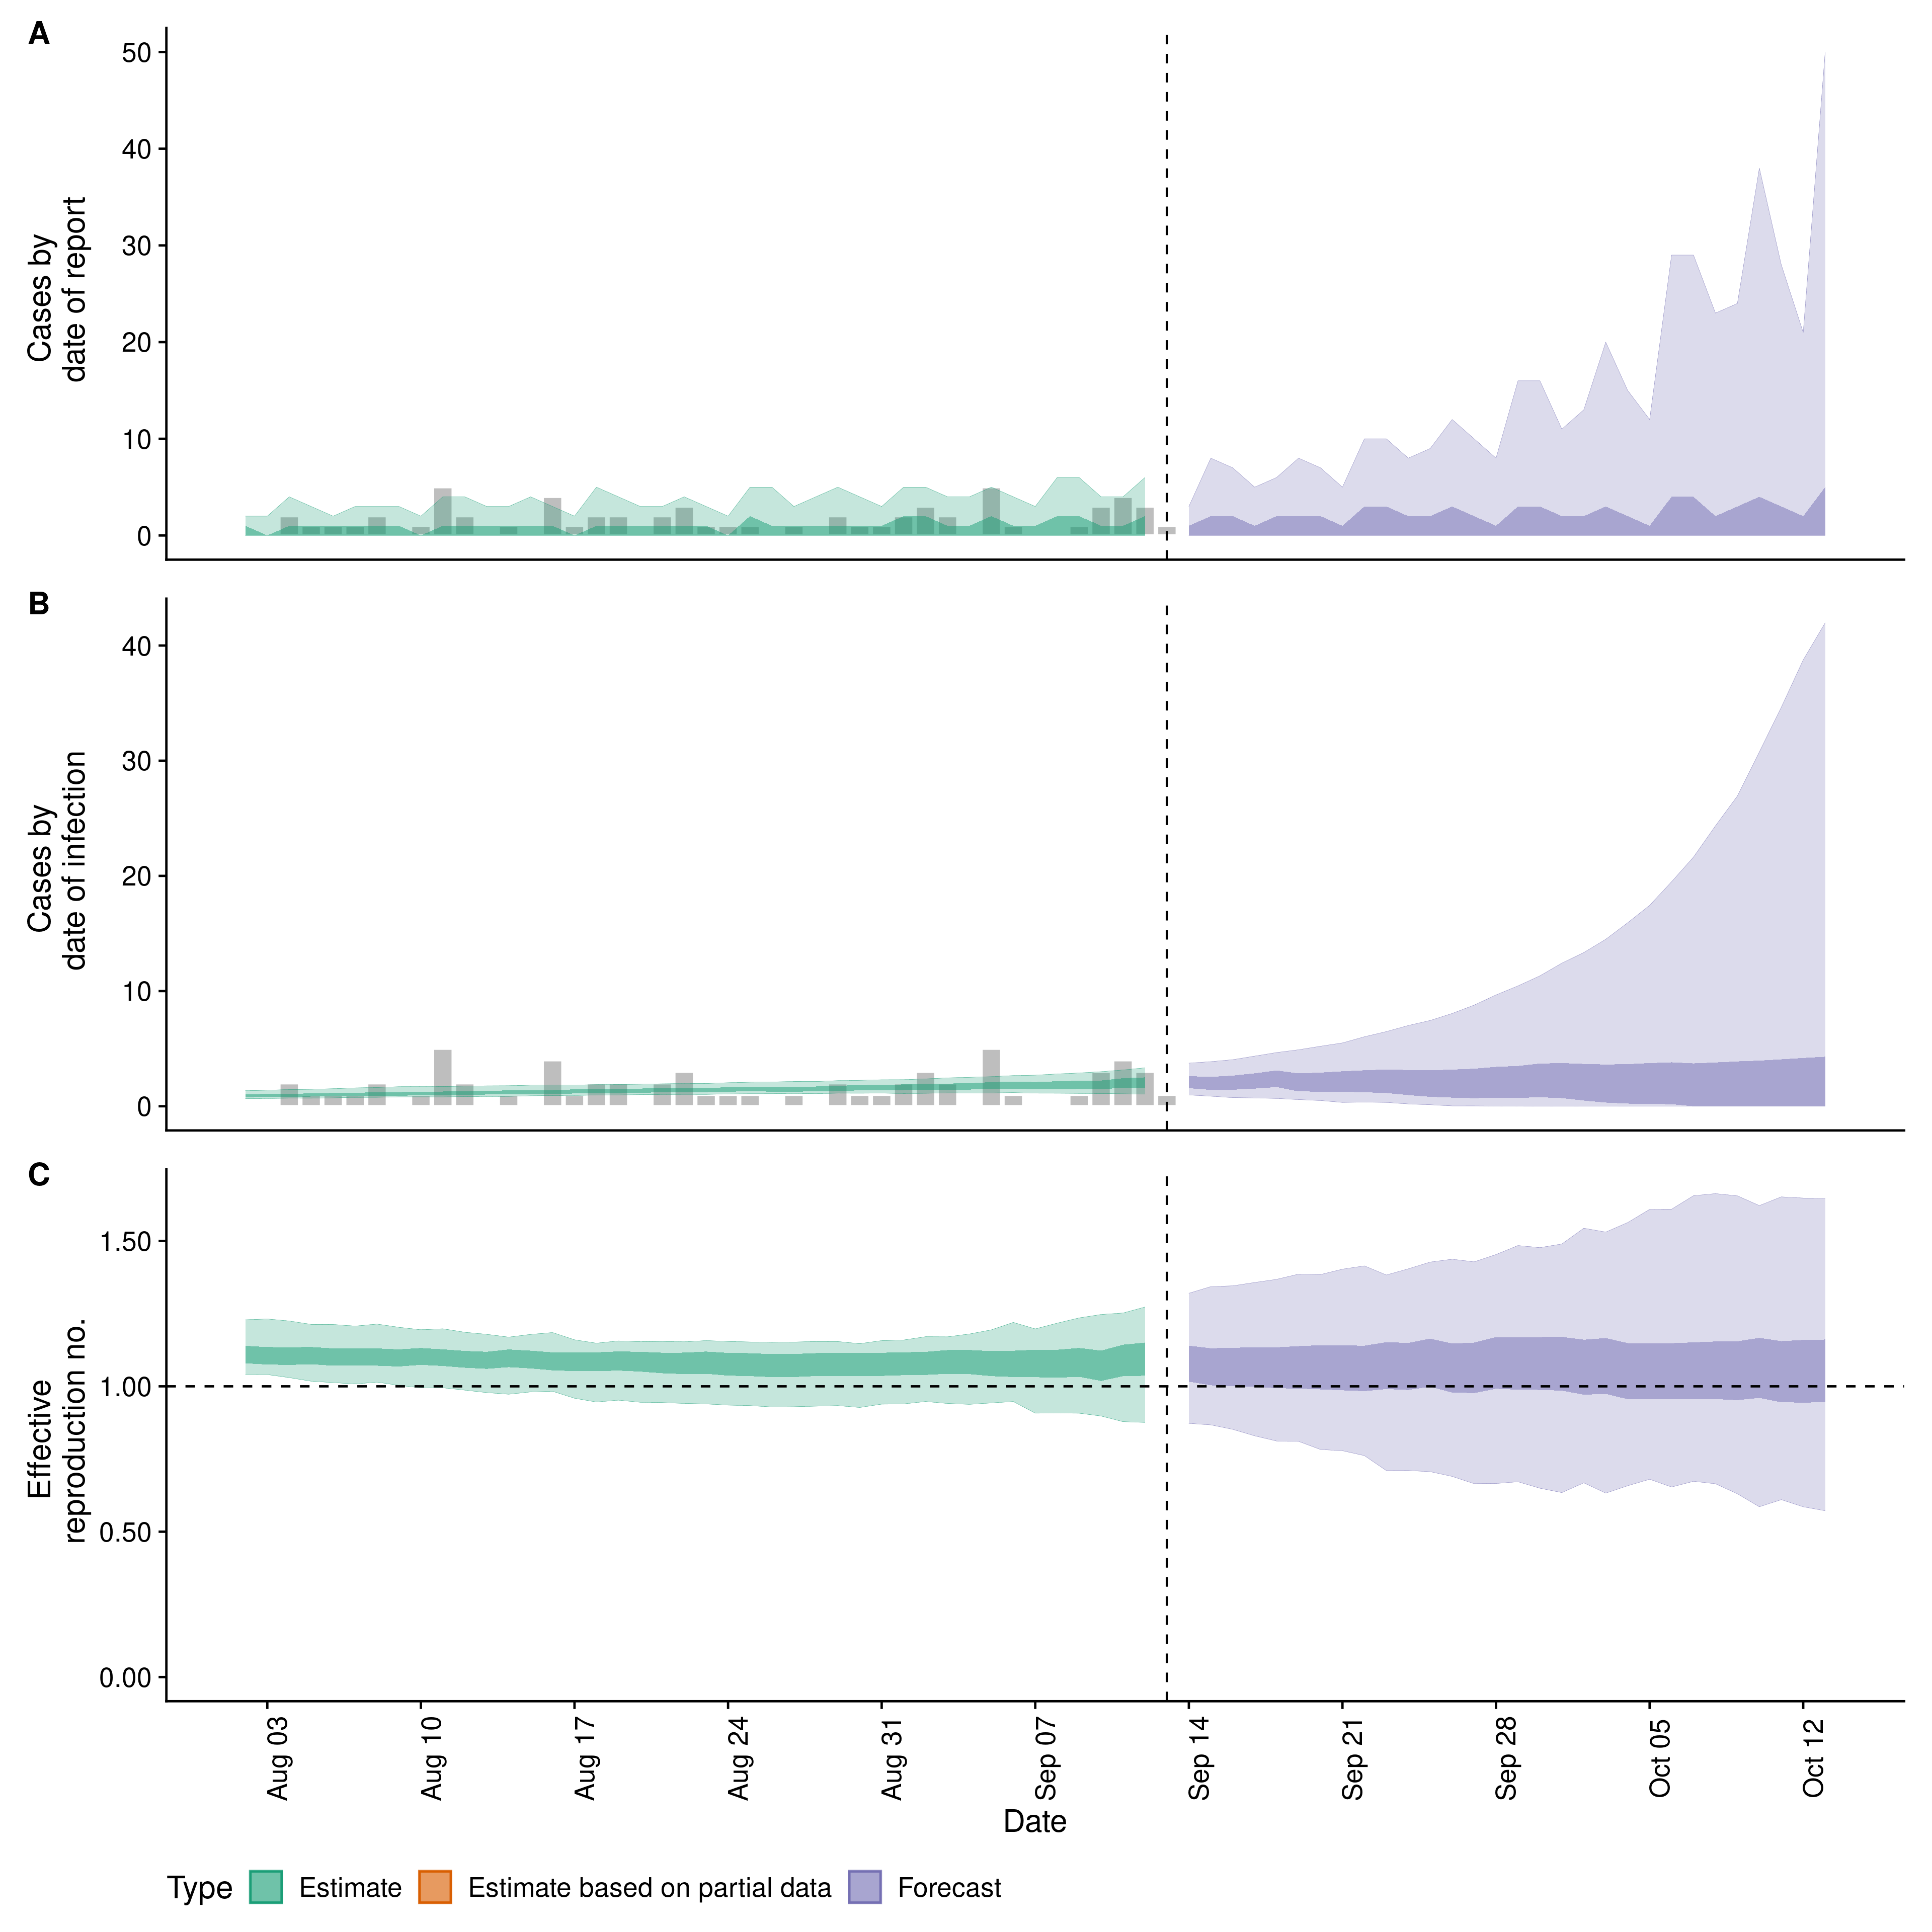 A
50
40
30
20
10
0
Cases by
date of report
B
40
30
20
10
0
Cases by
date of infection
C
1.50
1.00
0.50
0.00
Effective
reproduction no.
Aug 03
Aug 10
Aug 17
Aug 24
Aug 31
Sep 07
Sep 14
Sep 21
Sep 28
Oct 05
Oct 12
Date
Type Estimate Estimate based on partial data Forecast